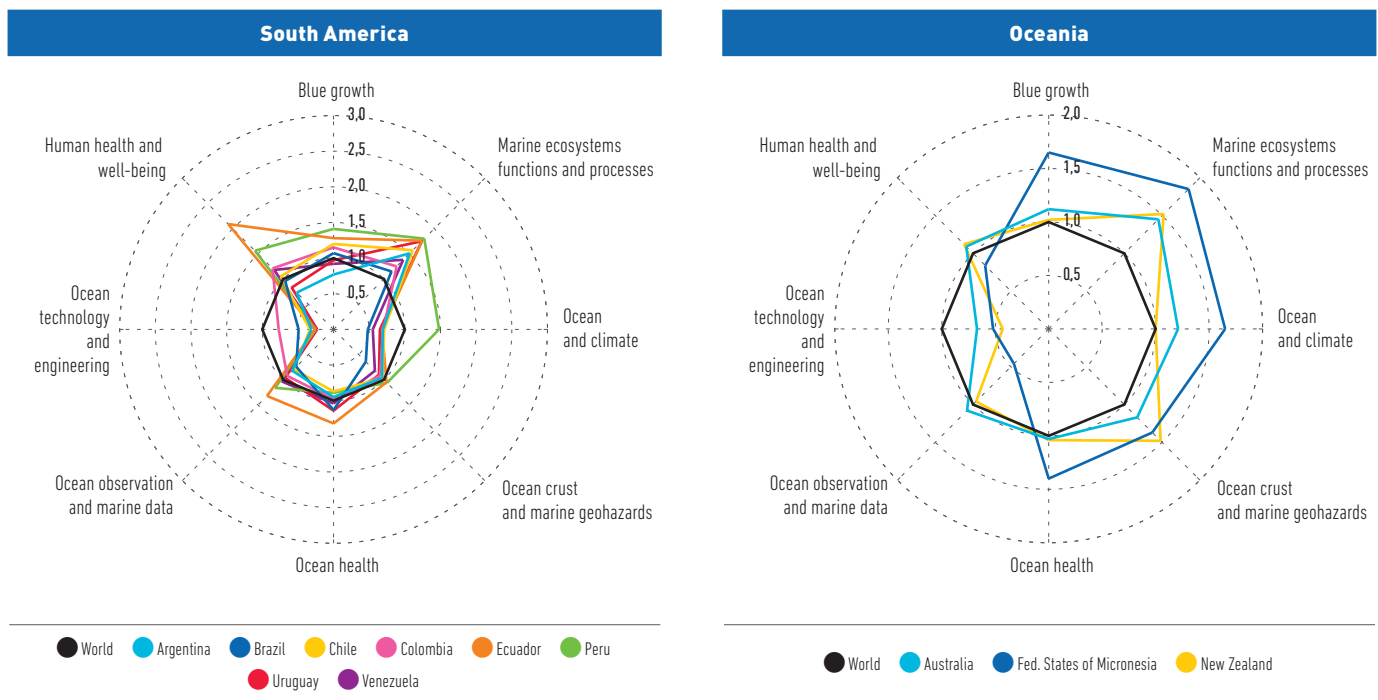 South America
Blue growth
3,0
2,5
2,0
1,5
1,0
0,5
Human health and
well-being
Marine ecosystems
functions and processes
Ocean
technology
and
engineering
Ocean
and climate
Ocean observation
and marine data
Ocean crust
and marine geohazards
Ocean health
World
Argentina
Brazil
Chile
Colombia
Ecuador
Peru
Uruguay
Venezuela
Oceania
Blue growth
2,0
1,5
1,0
0,5
Human health and
well-being
Marine ecosystems
functions and processes
Ocean
technology
and
engineering
Ocean
and climate
Ocean observation
and marine data
Ocean crust
and marine geohazards
Ocean health
World
Australia
Fed. States of Micronesia
New Zealand